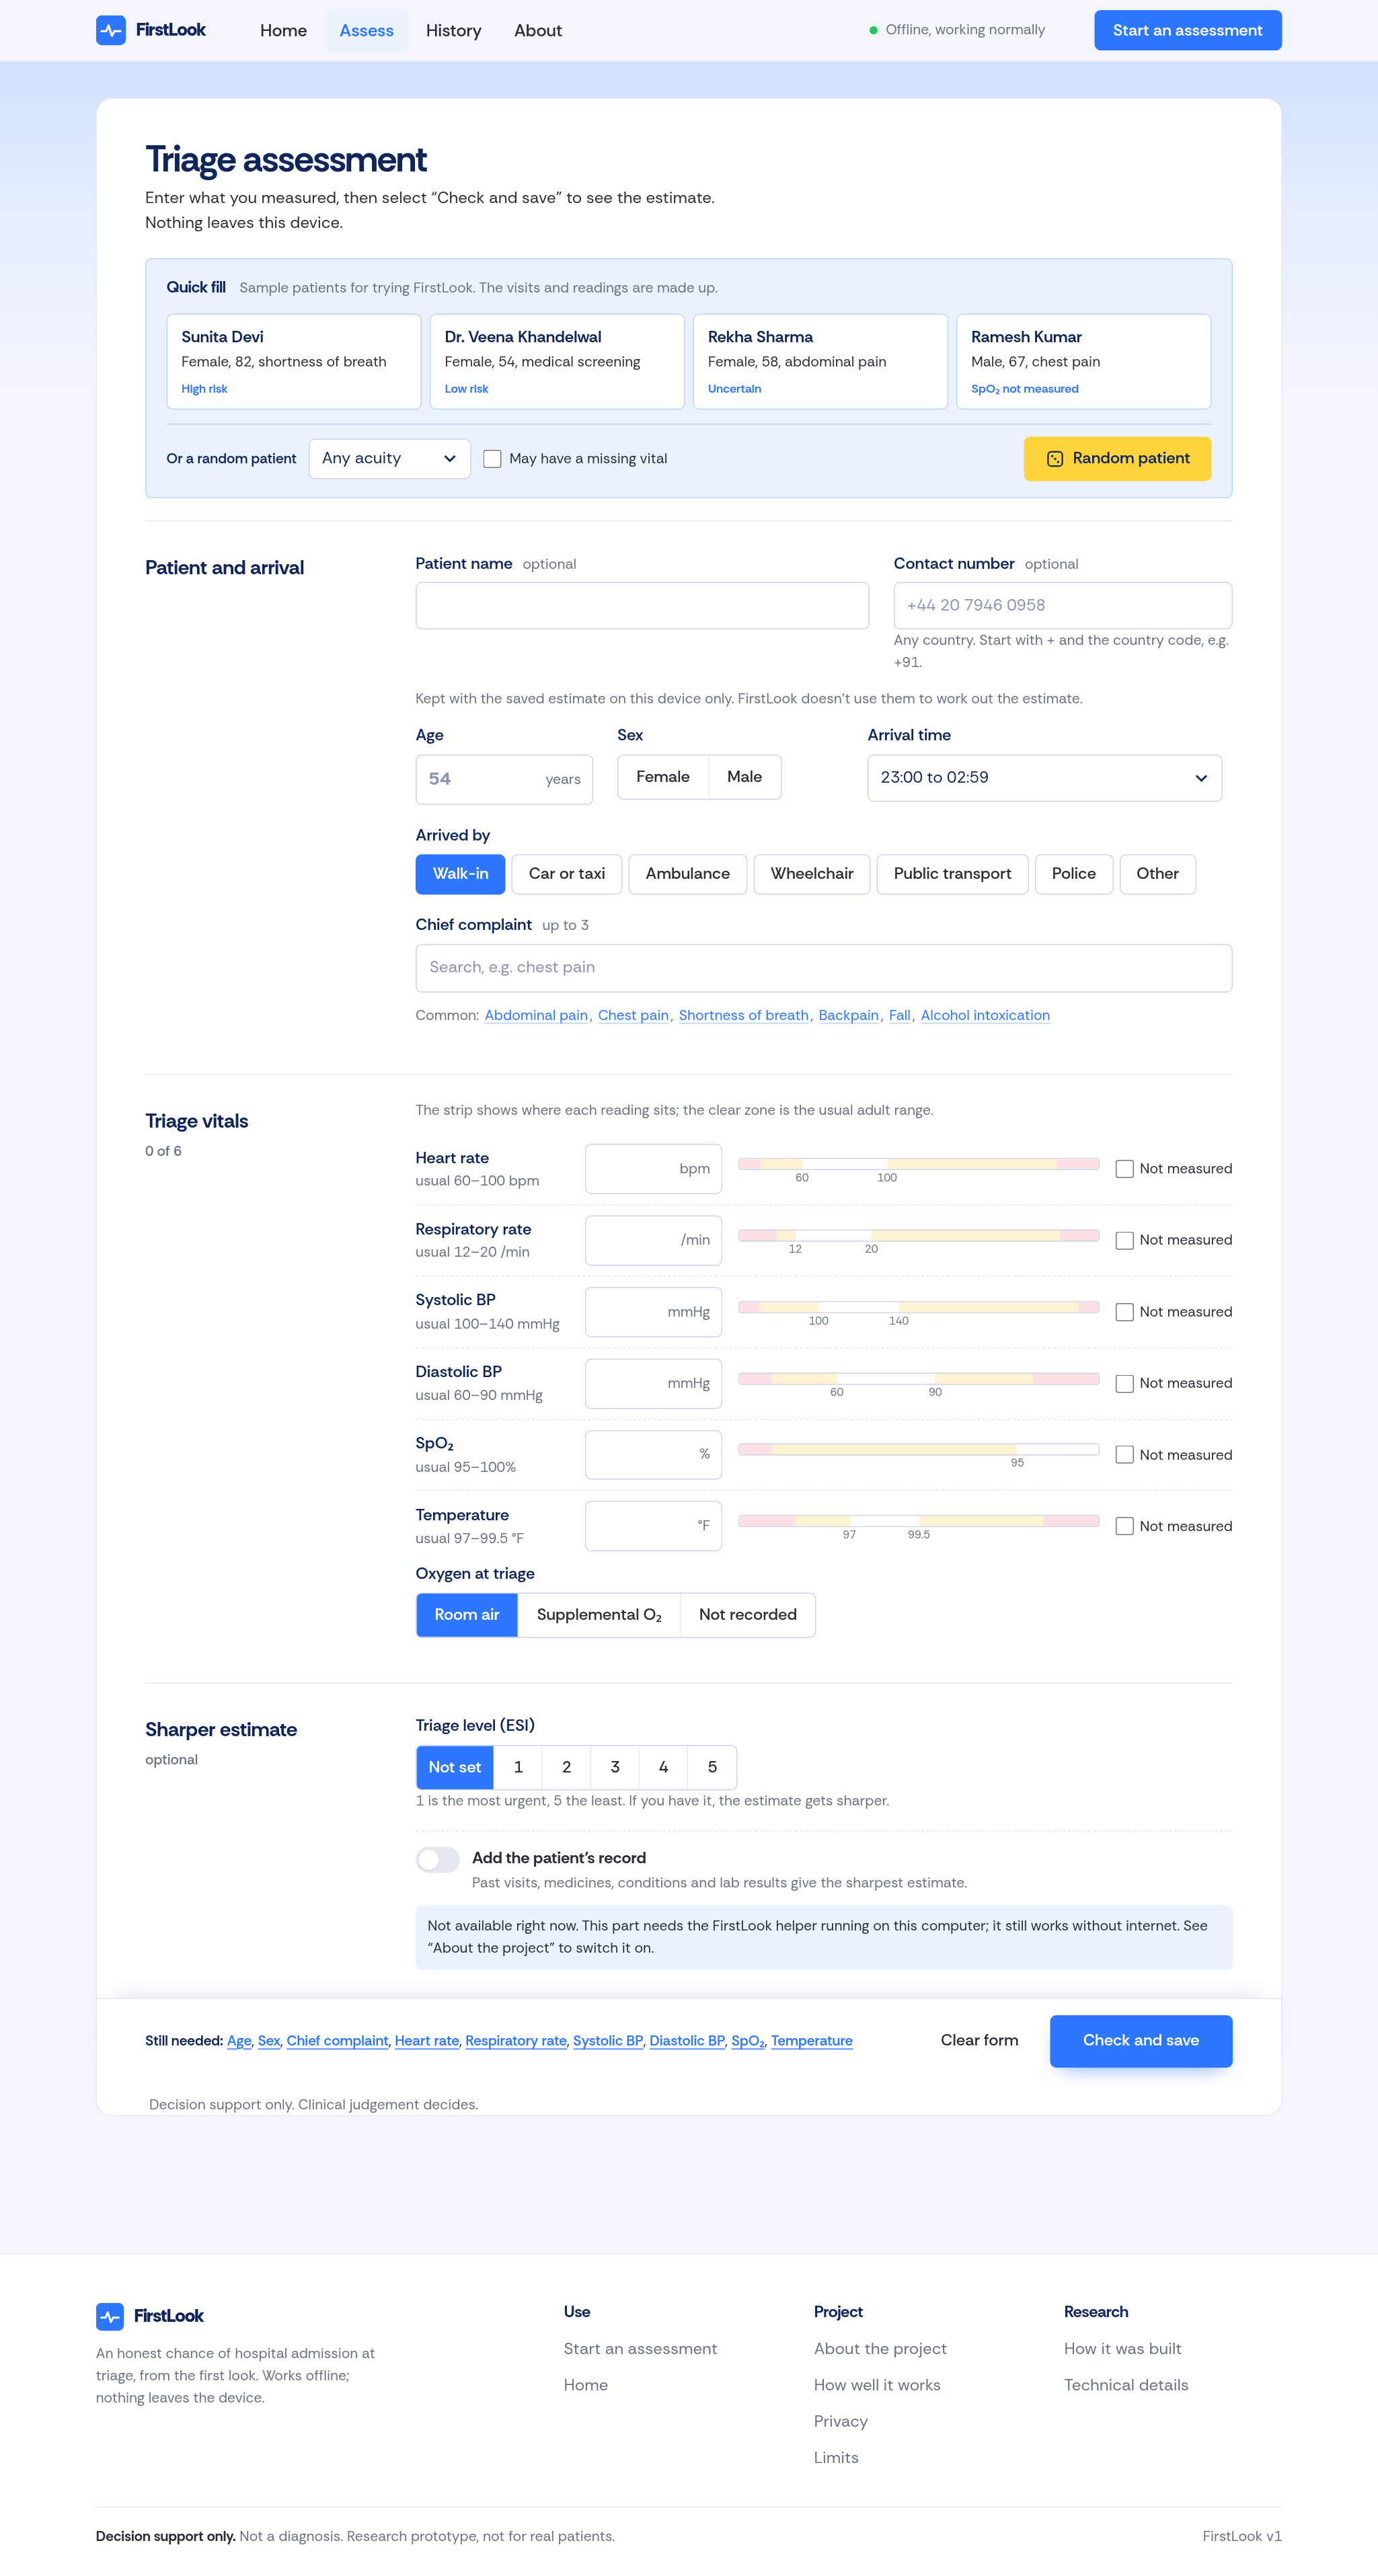 FirstLook
Home
Assess
History
About
Offline, working normally
Start an assessment
Triage assessment
Enter what you measured, then select “Check and save” to see the estimate.
Nothing leaves this device.
Quick fill Sample patients for trying FirstLook. The visits and readings are made up.
Sunita Devi
Female, 82, shortness of breath
High risk
Dr. Veena Khandelwal
Female, 54, medical screening
Low risk
Rekha Sharma
Female, 58, abdominal pain
Uncertain
Ramesh Kumar
Male, 67, chest pain
SpO₂ not measured
Or a random patient
Any acuity
May have a missing vital
Random patient
Patient and arrival
Patient name optional
Contact number optional
+44 20 7946 0958
Any country. Start with + and the country code, e.g.
+91.
Kept with the saved estimate on this device only. FirstLook doesn’t use them to work out the estimate.
Age
54 years
Sex
Female
Male
Arrival time
23:00 to 02:59
Arrived by
Walk-in
Car or taxi
Ambulance
Wheelchair
Public transport
Police
Other
Chief complaint up to 3
Search, e.g. chest pain
Common: Abdominal pain, Chest pain, Shortness of breath, Backpain, Fall, Alcohol intoxication
Triage vitals
0 of 6
The strip shows where each reading sits; the clear zone is the usual adult range.
Heart rate
usual 60–100 bpm
bpm
60 100
Not measured
Respiratory rate
usual 12–20 /min
/min
12 20
Not measured
Systolic BP
usual 100–140 mmHg
mmHg
100 140
Not measured
Diastolic BP
usual 60–90 mmHg
mmHg
60 90
Not measured
SpO₂
usual 95–100%
%
95
Not measured
Temperature
usual 97–99.5 °F
°F
97 99.5
Not measured
Oxygen at triage
Room air
Supplemental O₂
Not recorded
Sharper estimate
optional
Triage level (ESI)
Not set 1 2 3 4 5
1 is the most urgent, 5 the least. If you have it, the estimate gets sharper.
Add the patient’s record
Past visits, medicines, conditions and lab results give the sharpest estimate.
Not available right now. This part needs the FirstLook helper running on this computer; it still works without internet. See
“About the project” to switch it on.
Still needed: Age, Sex, Chief complaint, Heart rate, Respiratory rate, Systolic BP, Diastolic BP, SpO₂, Temperature
Clear form
Check and save
Decision support only. Clinical judgement decides.
FirstLook
An honest chance of hospital admission at
triage, from the first look. Works offline;
nothing leaves the device.
Use
Start an assessment
Home
Project
About the project
How well it works
Privacy
Limits
Research
How it was built
Technical details
Decision support only. Not a diagnosis. Research prototype, not for real patients.
FirstLook v1